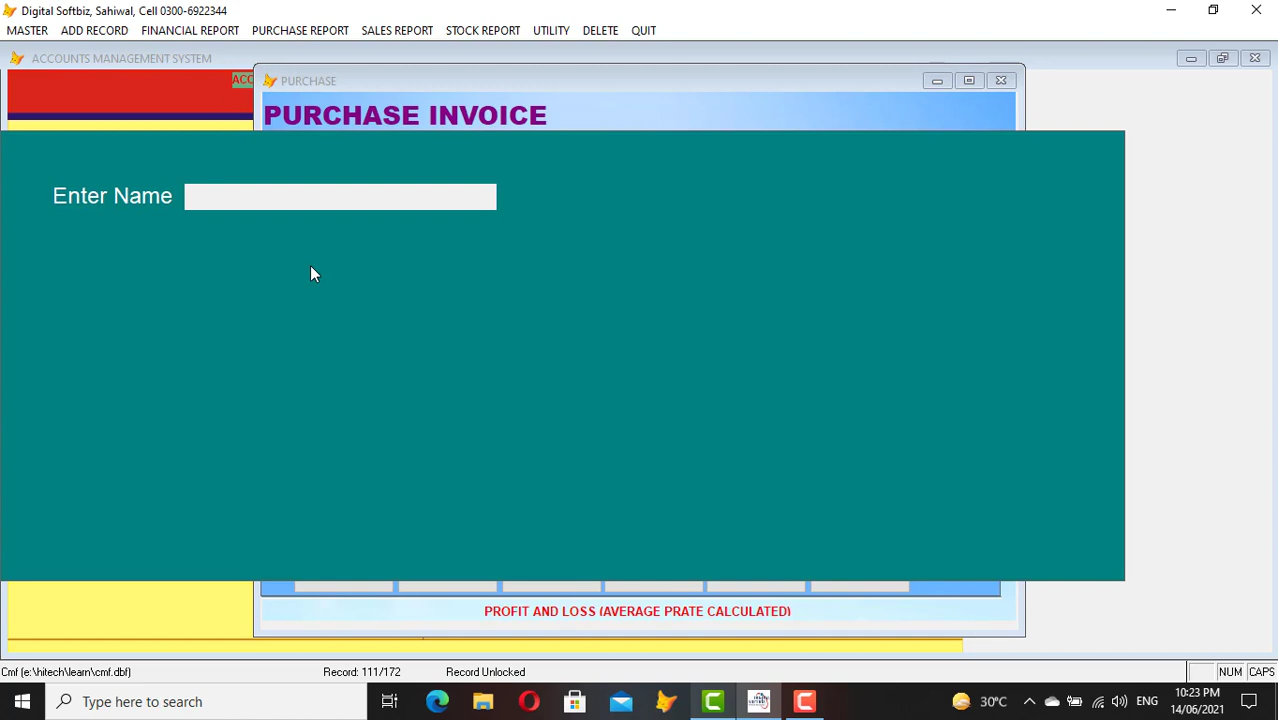 Digital Softbiz, Sahiwal, Cell 0300-6922344
MASTER ADD RECORD FINANCIAL REPORT PURCHASE REPORT SALES REPORT STOCK REPORT UTILITY DELETE QUIT
ACCOUNTS MANAGEMENT SYSTEM
ACC
PURCHASE
PURCHASE INVOICE
Enter Name
PROFIT AND LOSS (AVERAGE PRATE CALCULATED)
Cmf (e:\hitech\learn\cmf.dbf) Record: 111/172 Record Unlocked NUM CAPS
Type here to search 30°C ENG 10:23 PM
14/06/2021